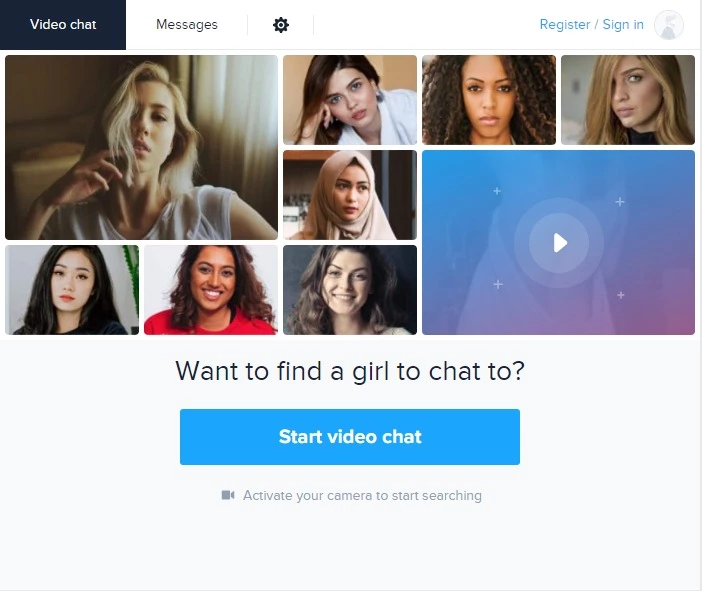 Video chat
Messages
Register / Sign in
Want to find a girl to chat to?
Start video chat
Activate your camera to start searching